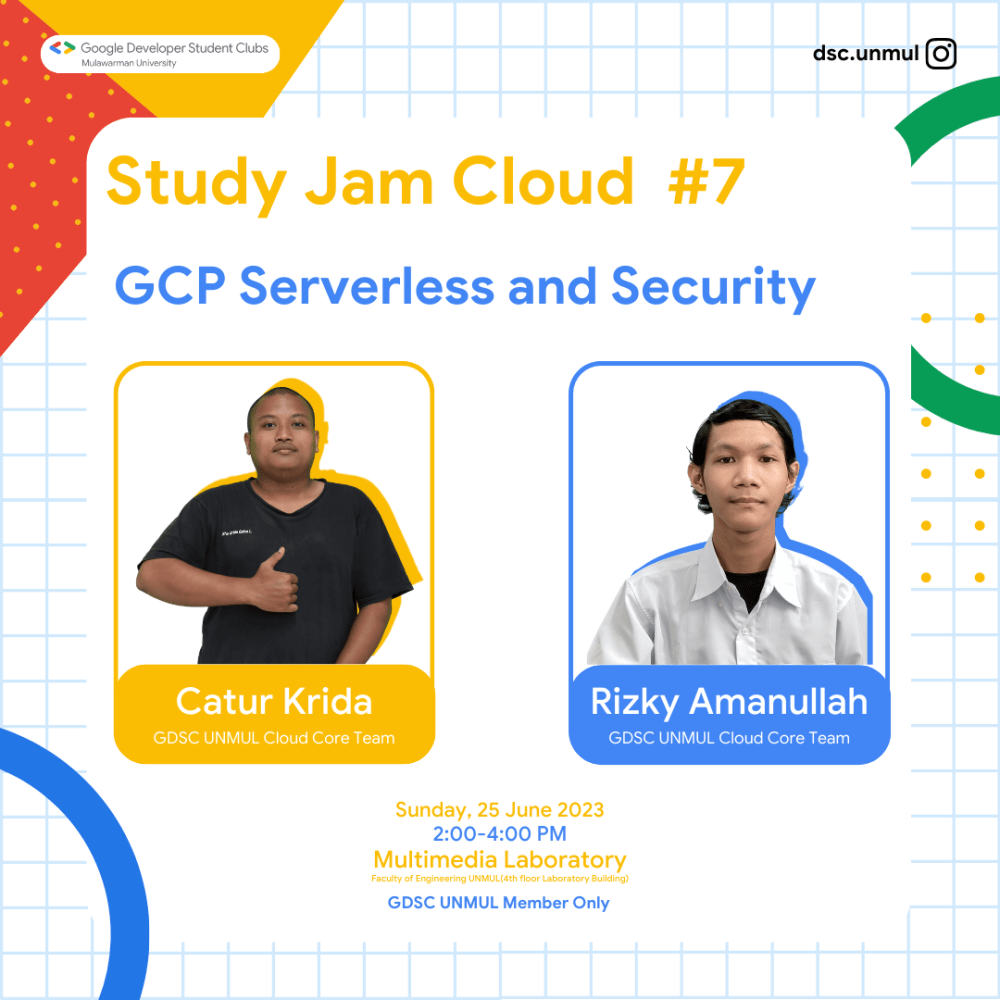 Google Developer Student Clubs
Mulawarman University
dsc.unmul
Study Jam Cloud #7
GCP Serverless and Security
Catur Krida
GDSC UNMUL Cloud Core Team
Rizky Amanullah
GDSC UNMUL Cloud Core Team
Sunday, 25 June 2023
2:00-4:00 PM
Multimedia Laboratory
Faculty of Engineering UNMUL(4th floor Laboratory Building)
GDSC UNMUL Member Only